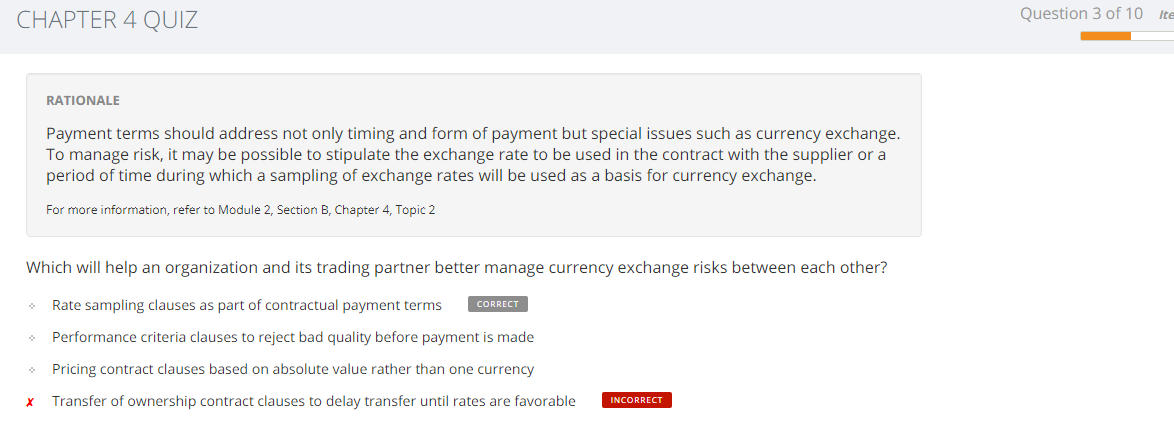 CHAPTER 4 QUIZ
Question 3 of 10
RATIONALE
Payment terms should address not only timing and form of payment but special issues such as currency exchange.
To manage risk, it may be possible to stipulate the exchange rate to be used in the contract with the supplier or a
period of time during which a sampling of exchange rates will be used as a basis for currency exchange.
For more information, refer to Module 2, Section B, Chapter 4, Topic 2
Which will help an organization and its trading partner better manage currency exchange risks between each other?
Rate sampling clauses as part of contractual payment terms CORRECT
Performance criteria clauses to reject bad quality before payment is made
Pricing contract clauses based on absolute value rather than one currency
✗ Transfer of ownership contract clauses to delay transfer until rates are favorable INCORRECT